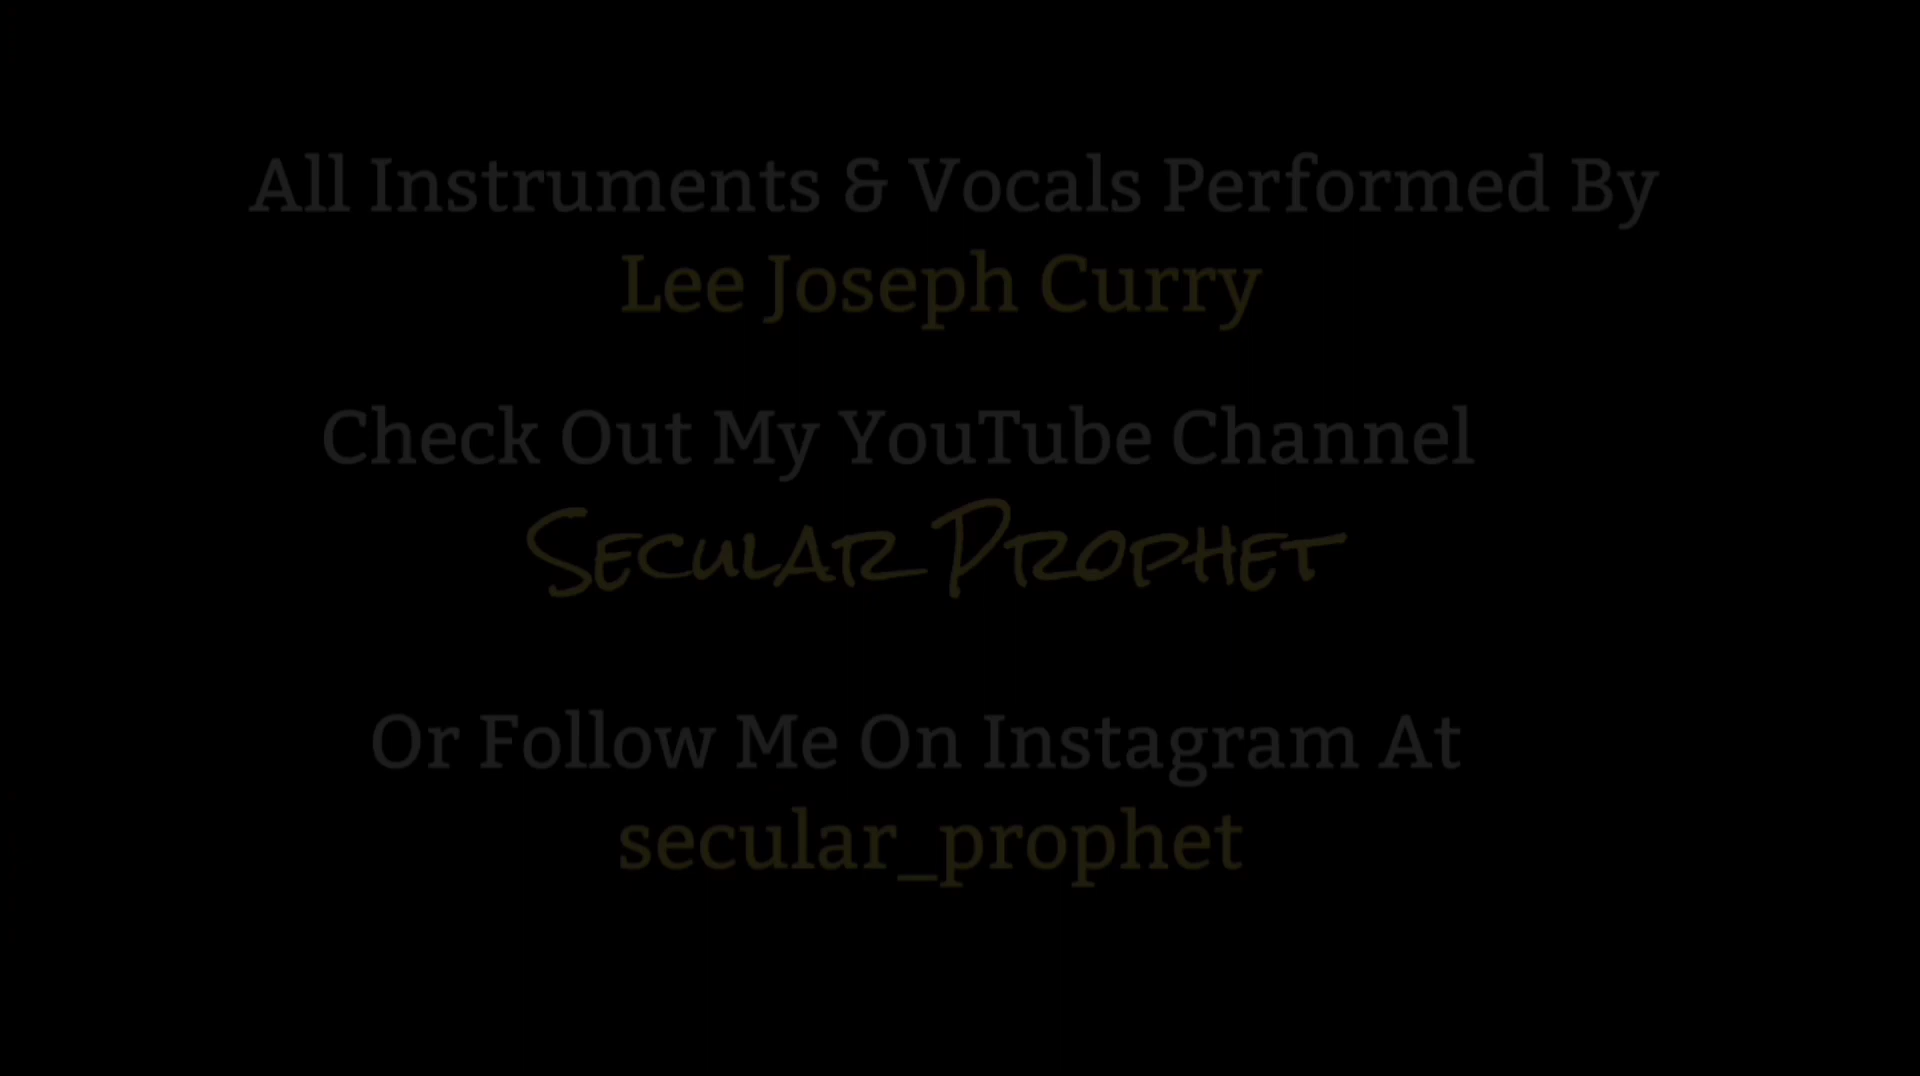 All Instruments & Vocals Performed By
Lee Joseph Curry
Check Out My YouTube Channel
Secular Prophet
Or Follow Me On Instagram At
secular_prophet